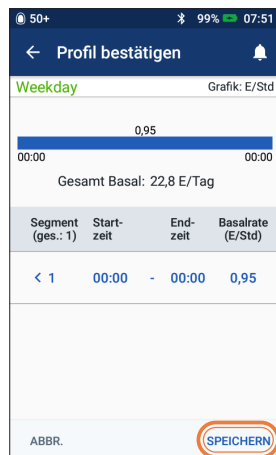 50+ 99% 07:51
Profil bestätigen
Weekday Grafik: E/Std
0,95
00:00 00:00
Gesamt Basal: 22,8 E/Tag
Segment Start- End- Basalrate
(ges.: 1) zeit zeit (E/Std)
< 1 00:00 - 00:00 0,95
ABBR. SPEICHERN